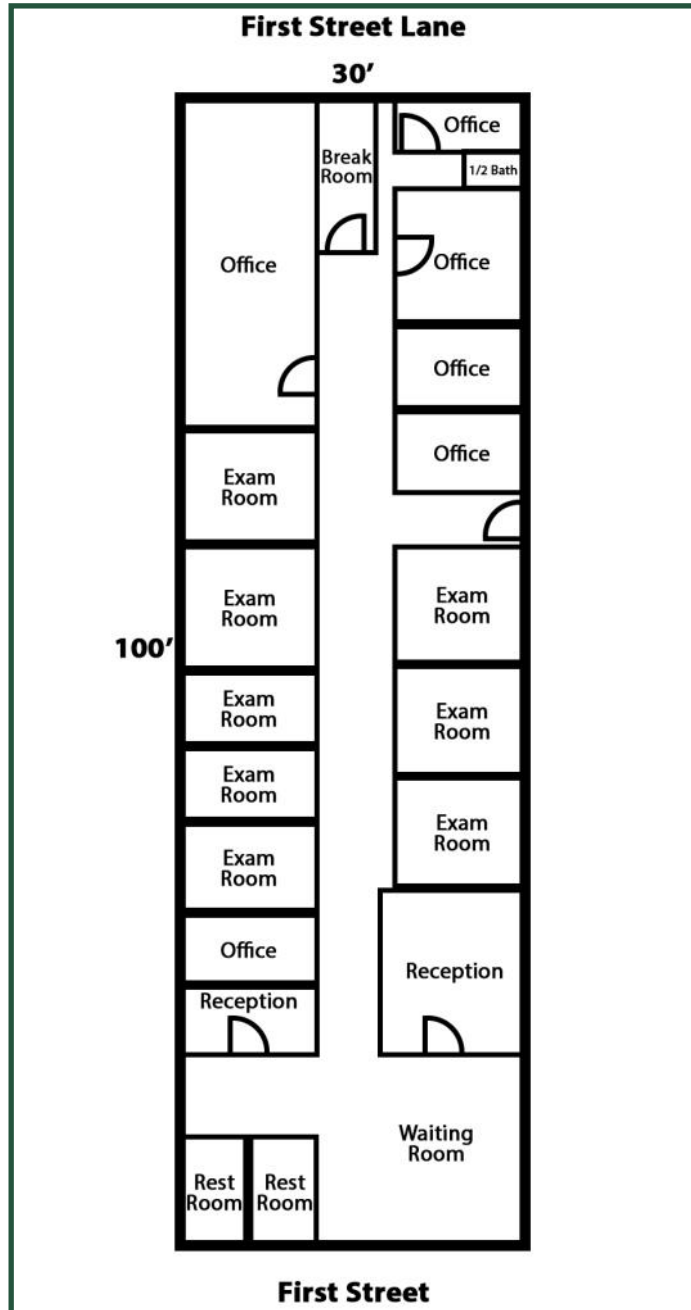 First Street Lane
30’
Office
Break
Room
1/2 Bath
Office
Office
Office
Office
Exam
Room
Exam
Room
Exam
Room
100’
Exam
Room
Exam
Room
Exam
Room
Exam
Room
Exam
Room
Office
Reception
Reception
Waiting
Room
Rest
Room
Rest
Room
First Street